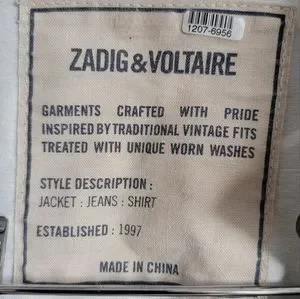 1207-6956
ZADIG&VOLTAIRE
GARMENTS CRAFTED WITH PRIDE
INSPIRED BY TRADITIONAL VINTAGE FITS
TREATED WITH UNIQUE WORN WASHES
STYLE DESCRIPTION :
JACKET : JEANS : SHIRT
ESTABLISHED : 1997
MADE IN CHINA